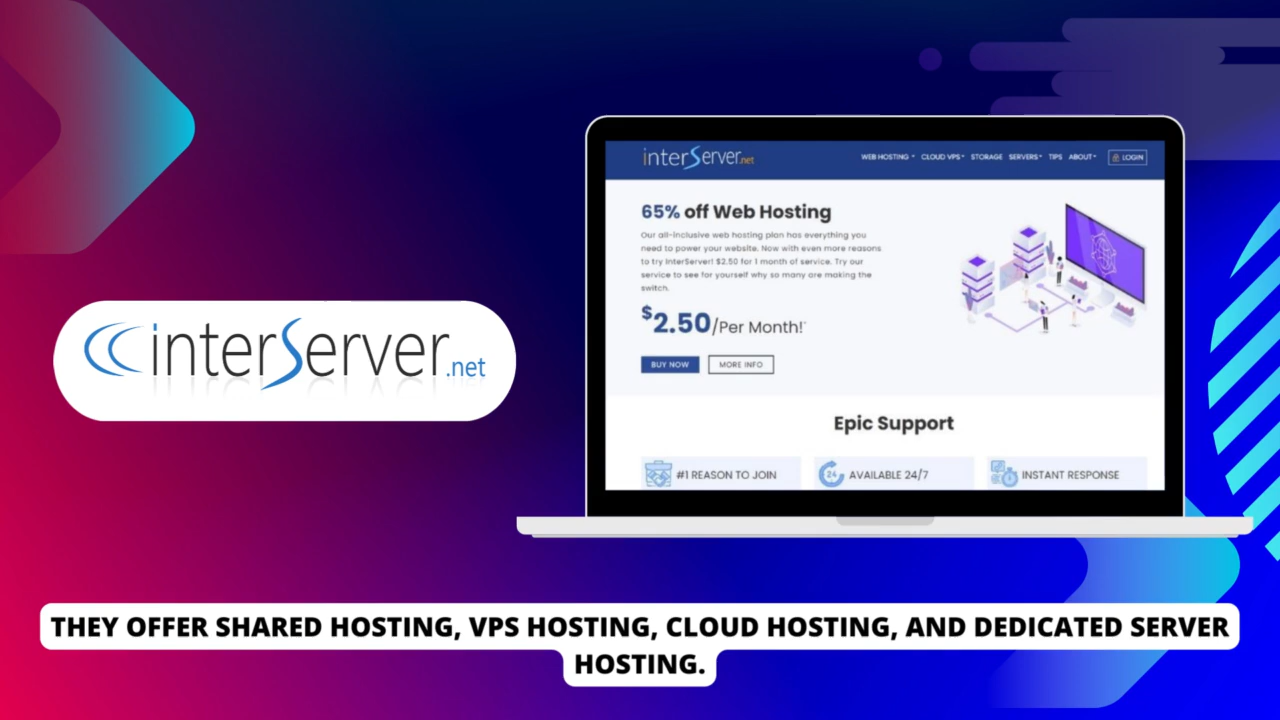 interServer.net
WEB HOSTING
CLOUD VPS
STORAGE
SERVERS
TIPS
ABOUT
LOGIN
65% off Web Hosting
Our all-inclusive web hosting plan has everything you
need to power your website. Now with even more reasons
to try InterServer! $2.50 for 1 month of service. Try our
service to see for yourself why so many are making the
switch.
$2.50/Per Month!*
BUY NOW
MORE INFO
Epic Support
#1 REASON TO JOIN
24
AVAILABLE 24/7
INSTANT RESPONSE
interServer.net
THEY OFFER SHARED HOSTING, VPS HOSTING, CLOUD HOSTING, AND DEDICATED SERVER
HOSTING.